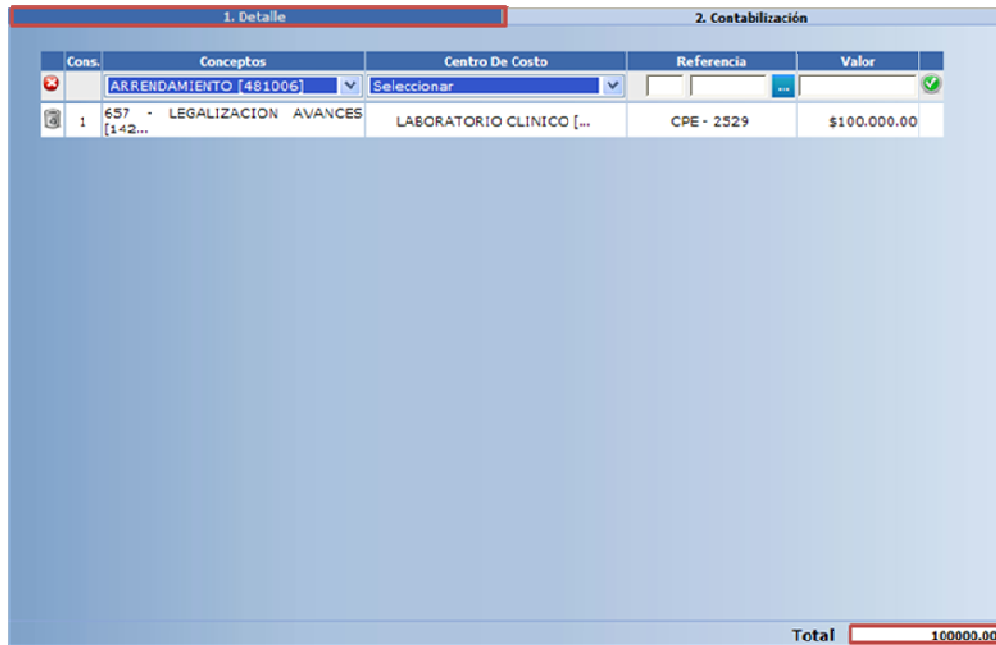 1. Detalle 2. Contabilización
Cons. Conceptos Centro De Costo Referencia Valor
ARRENDAMIENTO [481006] Seleccionar ...
1 657 - LEGALIZACION AVANCES [142... LABORATORIO CLINICO [... CPE - 2529 $100.000.00
Total 100000.00